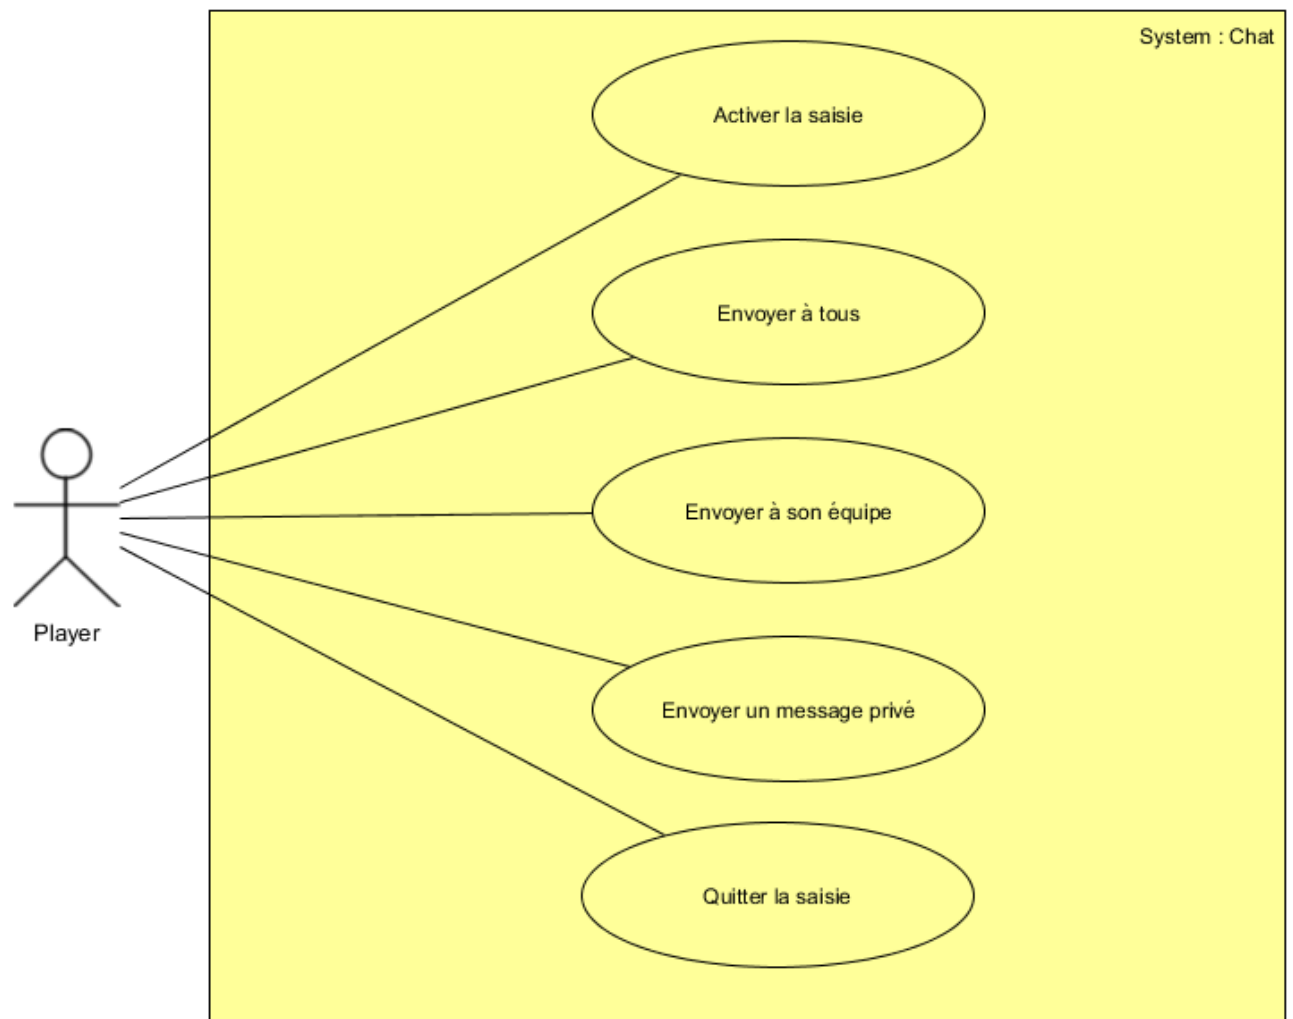 System : Chat
Activer la saisie
Envoyer à tous
Envoyer à son équipe
Player
Envoyer un message privé
Quitter la saisie